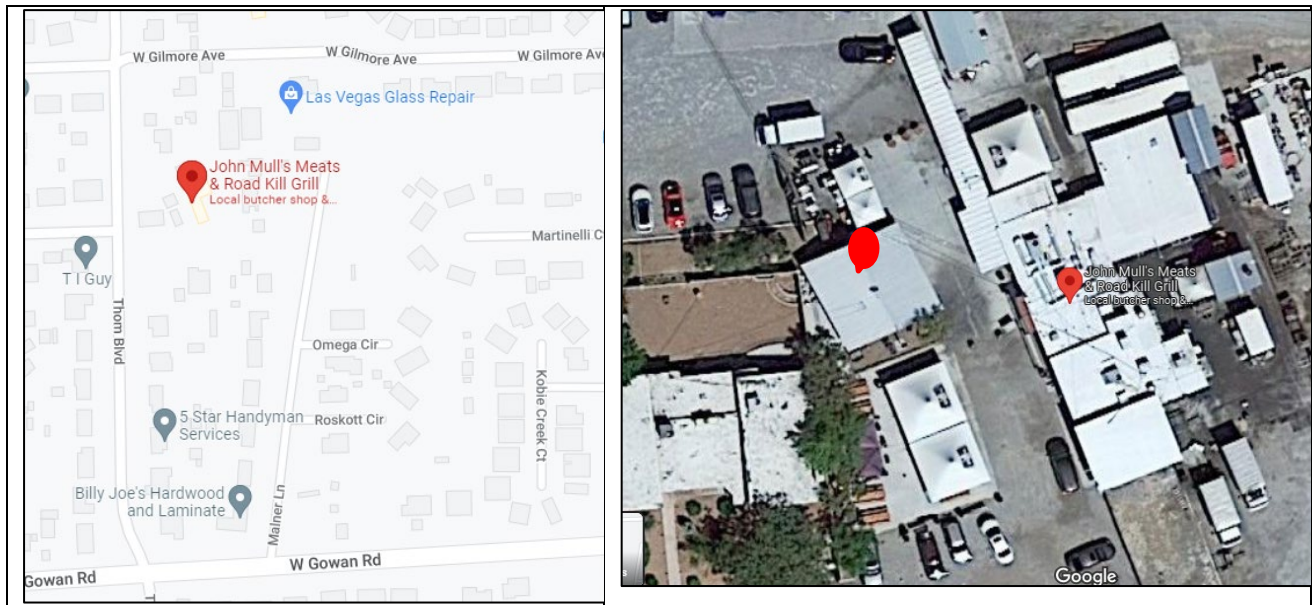 W Gilmore Ave
W Gilmore Ave
W Gilmore Ave
Las Vegas Glass Repair
John Mull's Meats
& Road Kill Grill
Local butcher shop &...
Martinelli C
T I Guy
Thom Blvd
Omega Cir
Kobie Creek Ct
5 Star Handyman
Services
Roskott Cir
Billy Joe's Hardwood
and Laminate
Malner Ln
W Gowan Rd
Gowan Rd
T
John Mull's Meats
& Road Kill Grill
Local butcher shop &...
s
Google